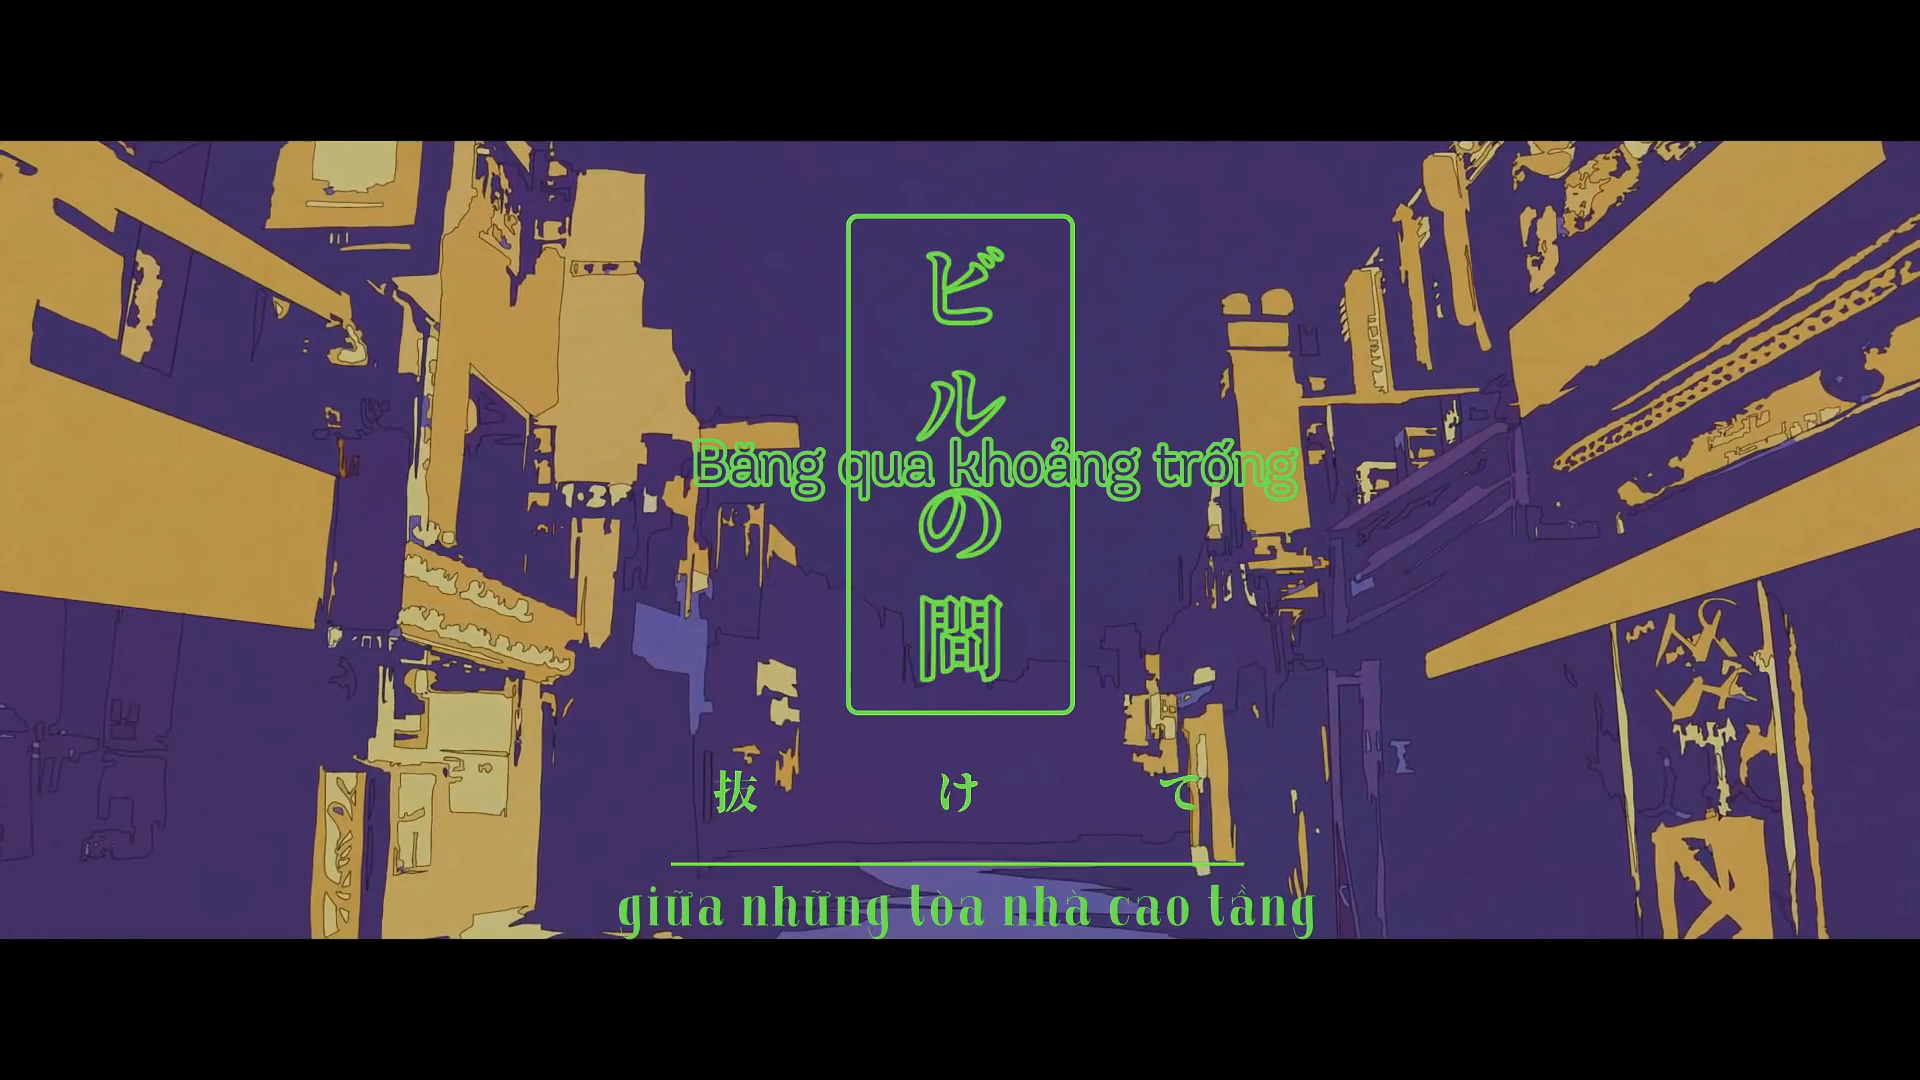 ビルの間
Băng qua khoảng trống
抜けて
giữa những tòa nhà cao tầng